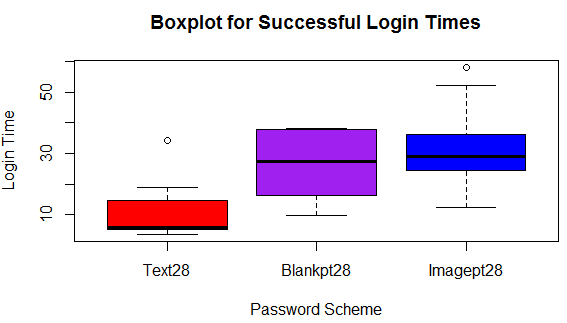 Boxplot for Successful Login Times
Login Time
50
30
10
Text28
Blankpt28
Imagept28
Password Scheme